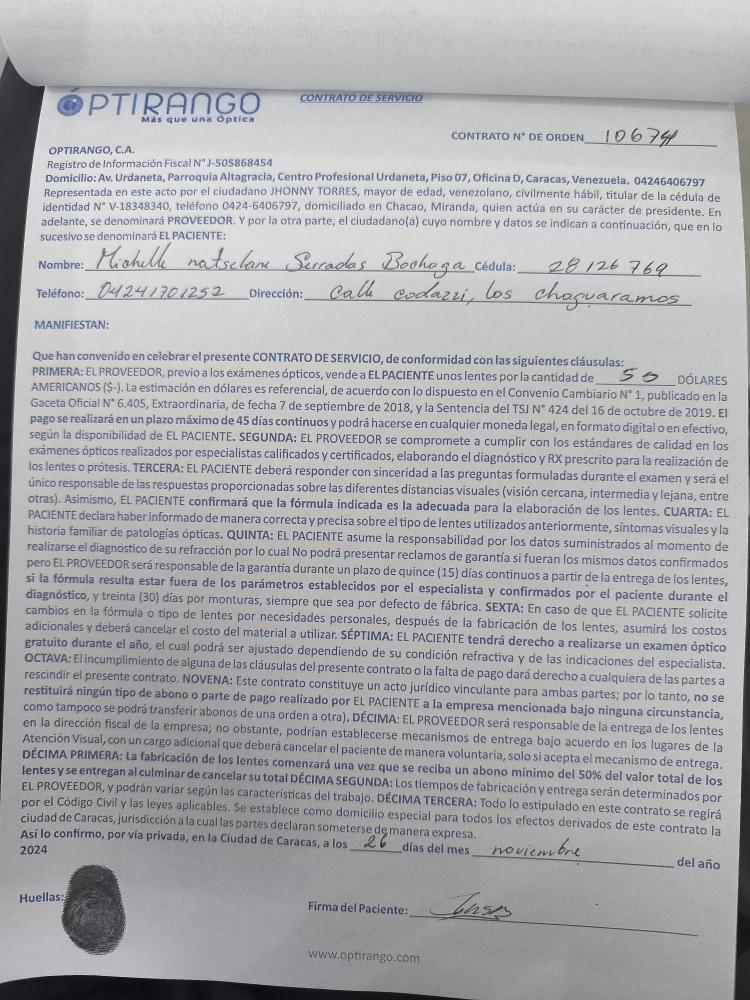 ÓPTIRANGO
Más que una Óptica
CONTRATO DE SERVICIO
CONTRATO N° DE ORDEN 10674
OPTIRANGO, C.A.
Registro de Información Fiscal N° J-505868454
Domicilio: Av. Urdaneta, Parroquia Altagracia, Centro Profesional Urdaneta, Piso 07, Oficina D, Caracas, Venezuela. 04246406797
Representada en este acto por el ciudadano JHONNY TORRES, mayor de edad, venezolano, civilmente hábil, titular de la cédula de
identidad N° V-18348340, teléfono 0424-6406797, domiciliado en Chacao, Miranda, quien actúa en su carácter de presidente. En
adelante, se denominará PROVEEDOR. Y por la otra parte, el ciudadano(a) cuyo nombre y datos se indican a continuación, que en lo
sucesivo se denominará EL PACIENTE:
Nombre: Michelle natselane Serradas Bochaga Cédula: 28 126 769
Teléfono: 04241701252 Dirección: Calle codazzi, los chaguaramos
MANIFIESTAN:
Que han convenido en celebrar el presente CONTRATO DE SERVICIO, de conformidad con las siguientes cláusulas:
PRIMERA: EL PROVEEDOR, previo a los exámenes ópticos, vende a EL PACIENTE unos lentes por la cantidad de 50 DÓLARES
AMERICANOS ($-). La estimación en dólares es referencial, de acuerdo con lo dispuesto en el Convenio Cambiario N° 1, publicado en la
Gaceta Oficial N° 6.405, Extraordinaria, de fecha 7 de septiembre de 2018, y la Sentencia del TSJ N° 424 del 16 de octubre de 2019. El
pago se realizará en un plazo máximo de 45 días continuos y podrá hacerse en cualquier moneda legal, en formato digital o en efectivo,
según la disponibilidad de EL PACIENTE. SEGUNDA: EL PROVEEDOR se compromete a cumplir con los estándares de calidad en los
exámenes ópticos realizados por especialistas calificados y certificados, elaborando el diagnóstico y RX prescrito para la realización de
los lentes o prótesis. TERCERA: EL PACIENTE deberá responder con sinceridad a las preguntas formuladas durante el examen y será el
único responsable de las respuestas proporcionadas sobre las diferentes distancias visuales (visión cercana, intermedia y lejana, entre
otras). Asimismo, EL PACIENTE confirmará que la fórmula indicada es la adecuada para la elaboración de los lentes. CUARTA: EL
PACIENTE declara haber informado de manera correcta y precisa sobre el tipo de lentes utilizados anteriormente, síntomas visuales y la
historia familiar de patologías ópticas. QUINTA: EL PACIENTE asume la responsabilidad por los datos suministrados al momento de
realizarse el diagnostico de su refracción por lo cual No podrá presentar reclamos de garantía si fueran los mismos datos confirmados
pero EL PROVEEDOR será responsable de la garantía durante un plazo de quince (15) días continuos a partir de la entrega de los lentes,
si la fórmula resulta estar fuera de los parámetros establecidos por el especialista y confirmados por el paciente durante el
diagnóstico, y treinta (30) días por monturas, siempre que sea por defecto de fábrica. SEXTA: En caso de que EL PACIENTE solicite
cambios en la fórmula o tipo de lentes por necesidades personales, después de la fabricación de los lentes, asumirá los costos
adicionales y deberá cancelar el costo del material a utilizar. SÉPTIMA: EL PACIENTE tendrá derecho a realizarse un examen óptico
gratuito durante el año, el cual podrá ser ajustado dependiendo de su condición refractiva y de las indicaciones del especialista.
OCTAVA: El incumplimiento de alguna de las cláusulas del presente contrato o la falta de pago dará derecho a cualquiera de las partes a
rescindir el presente contrato. NOVENA: Este contrato constituye un acto jurídico vinculante para ambas partes; por lo tanto, no se
restituirá ningún tipo de abono o parte de pago realizado por EL PACIENTE a la empresa mencionada bajo ninguna circunstancia,
como tampoco se podrá transferir abonos de una orden a otra). DÉCIMA: EL PROVEEDOR será responsable de la entrega de los lentes
en la dirección fiscal de la empresa; no obstante, podrían establecerse mecanismos de entrega bajo acuerdo en los lugares de la
Atención Visual, con un cargo adicional que deberá cancelar el paciente de manera voluntaria, solo si acepta el mecanismo de entrega.
DÉCIMA PRIMERA: La fabricación de los lentes comenzará una vez que se reciba un abono mínimo del 50% del valor total de los
lentes y se entregan al culminar de cancelar su total DÉCIMA SEGUNDA: Los tiempos de fabricación y entrega serán determinados por
EL PROVEEDOR, y podrán variar según las características del trabajo. DÉCIMA TERCERA: Todo lo estipulado en este contrato se regirá
por el Código Civil y las leyes aplicables. Se establece como domicilio especial para todos los efectos derivados de este contrato la
ciudad de Caracas, jurisdicción a la cual las partes declaran someterse de manera expresa.
Así lo confirmo, por vía privada, en la Ciudad de Caracas, a los 26 días del mes noviembre del año
2024
Huellas:
Firma del Paciente:
www.optirango.com